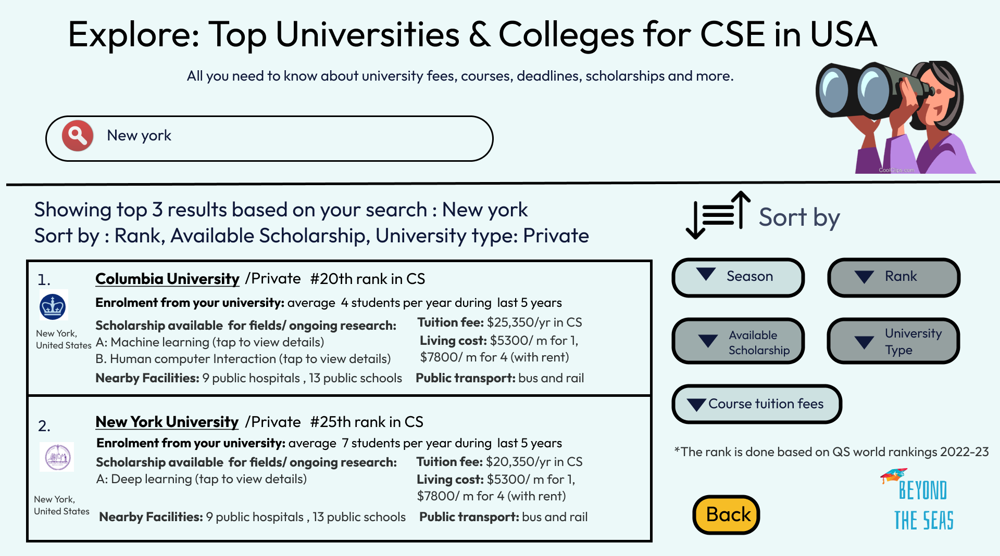 Explore: Top Universities & Colleges for CSE in USA
All you need to know about university fees, courses, deadlines, scholarships and more.
New york
CoolClips.com
Showing top 3 results based on your search : New york
Sort by : Rank, Available Scholarship, University type: Private
1.
Columbia University /Private #20th rank in CS
Enrolment from your university: average 4 students per year during last 5 years
New York,
United States
Scholarship available for fields/ ongoing research:
A: Machine learning (tap to view details)
B. Human computer Interaction (tap to view details)
Tuition fee: $25,350/yr in CS
Living cost: $5300/ m for 1,
$7800/ m for 4 (with rent)
Nearby Facilities: 9 public hospitals , 13 public schools
Public transport: bus and rail
2.
New York University /Private #25th rank in CS
Enrolment from your university: average 7 students per year during last 5 years
New York,
United States
Scholarship available for fields/ ongoing research:
A: Deep learning (tap to view details)
Tuition fee: $20,350/yr in CS
Living cost: $5300/ m for 1,
$7800/ m for 4 (with rent)
Nearby Facilities: 9 public hospitals , 13 public schools
Public transport: bus and rail
Sort by
Season
Rank
Available
Scholarship
University
Type
Course tuition fees
*The rank is done based on QS world rankings 2022-23
Back
BEYOND
THE SEAS